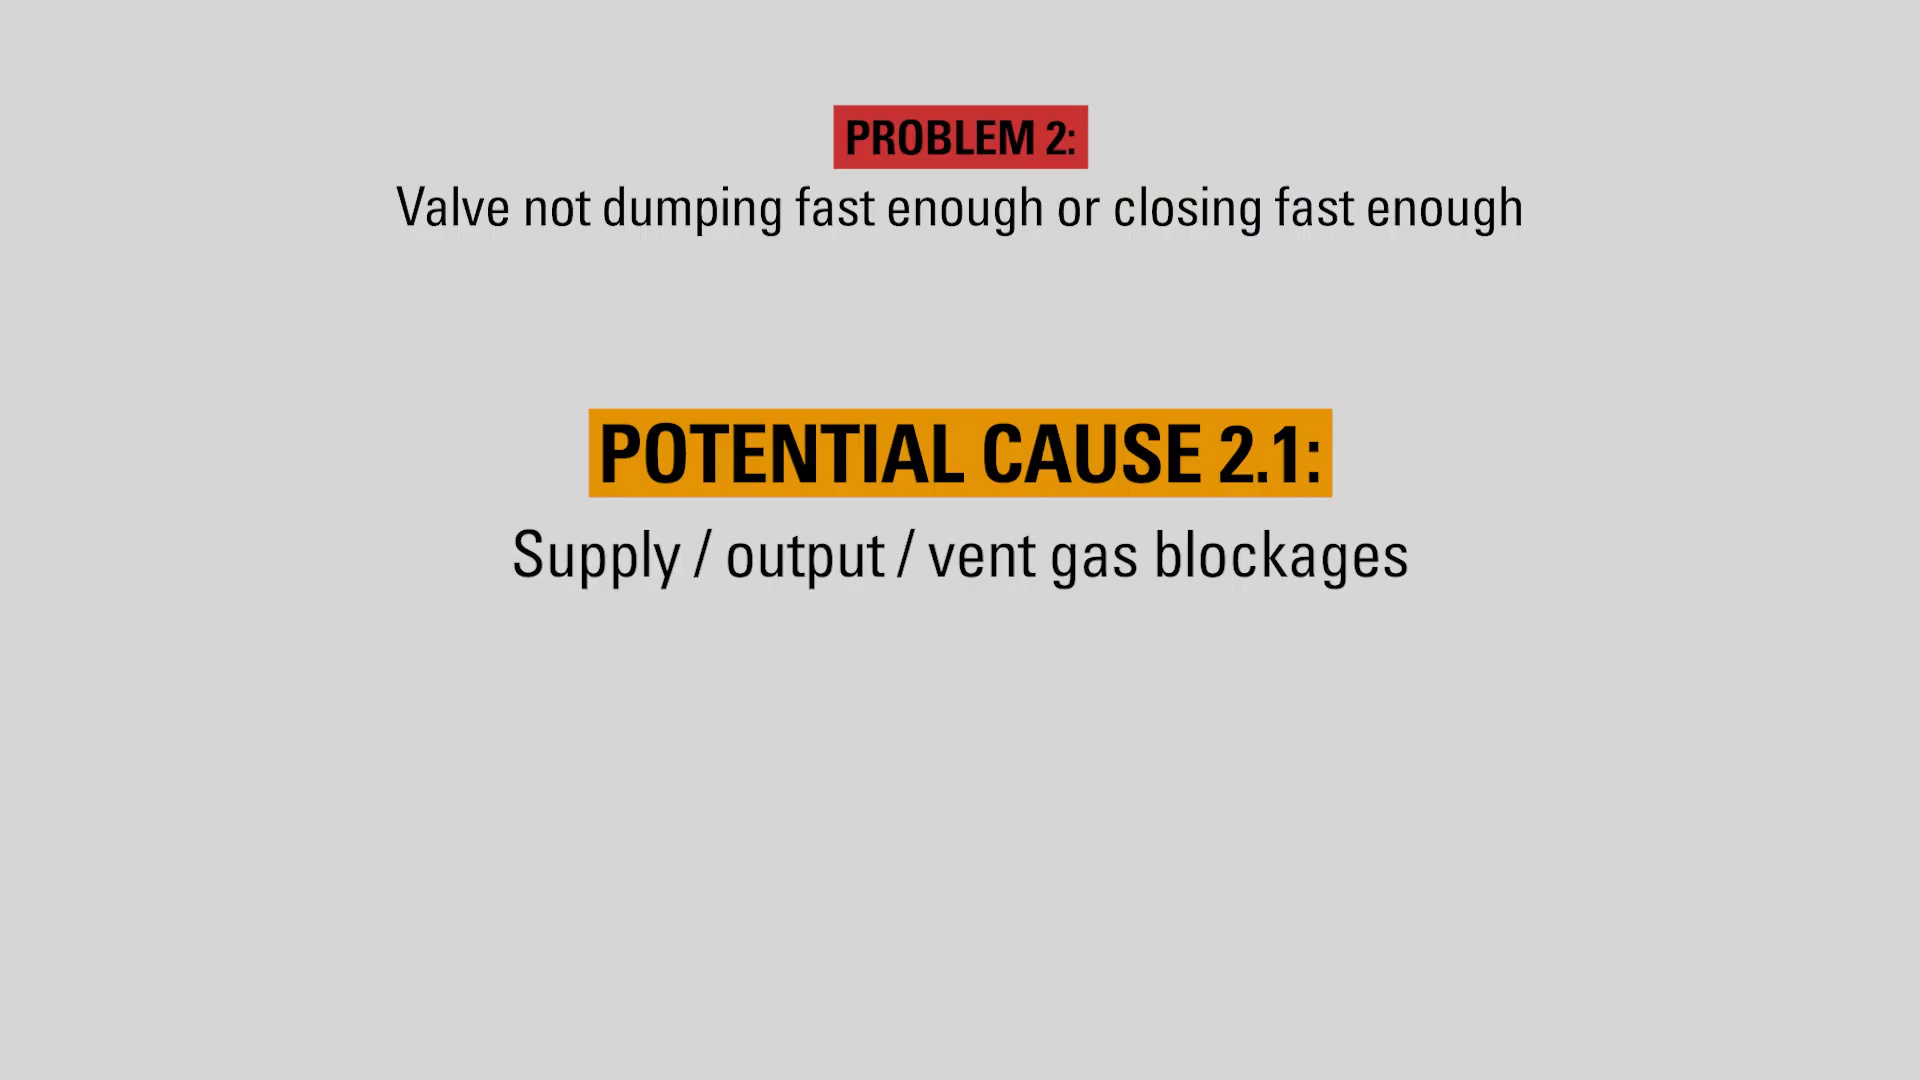 PROBLEM 2:
Valve not dumping fast enough or closing fast enough
POTENTIAL CAUSE 2.1:
Supply / output / vent gas blockages